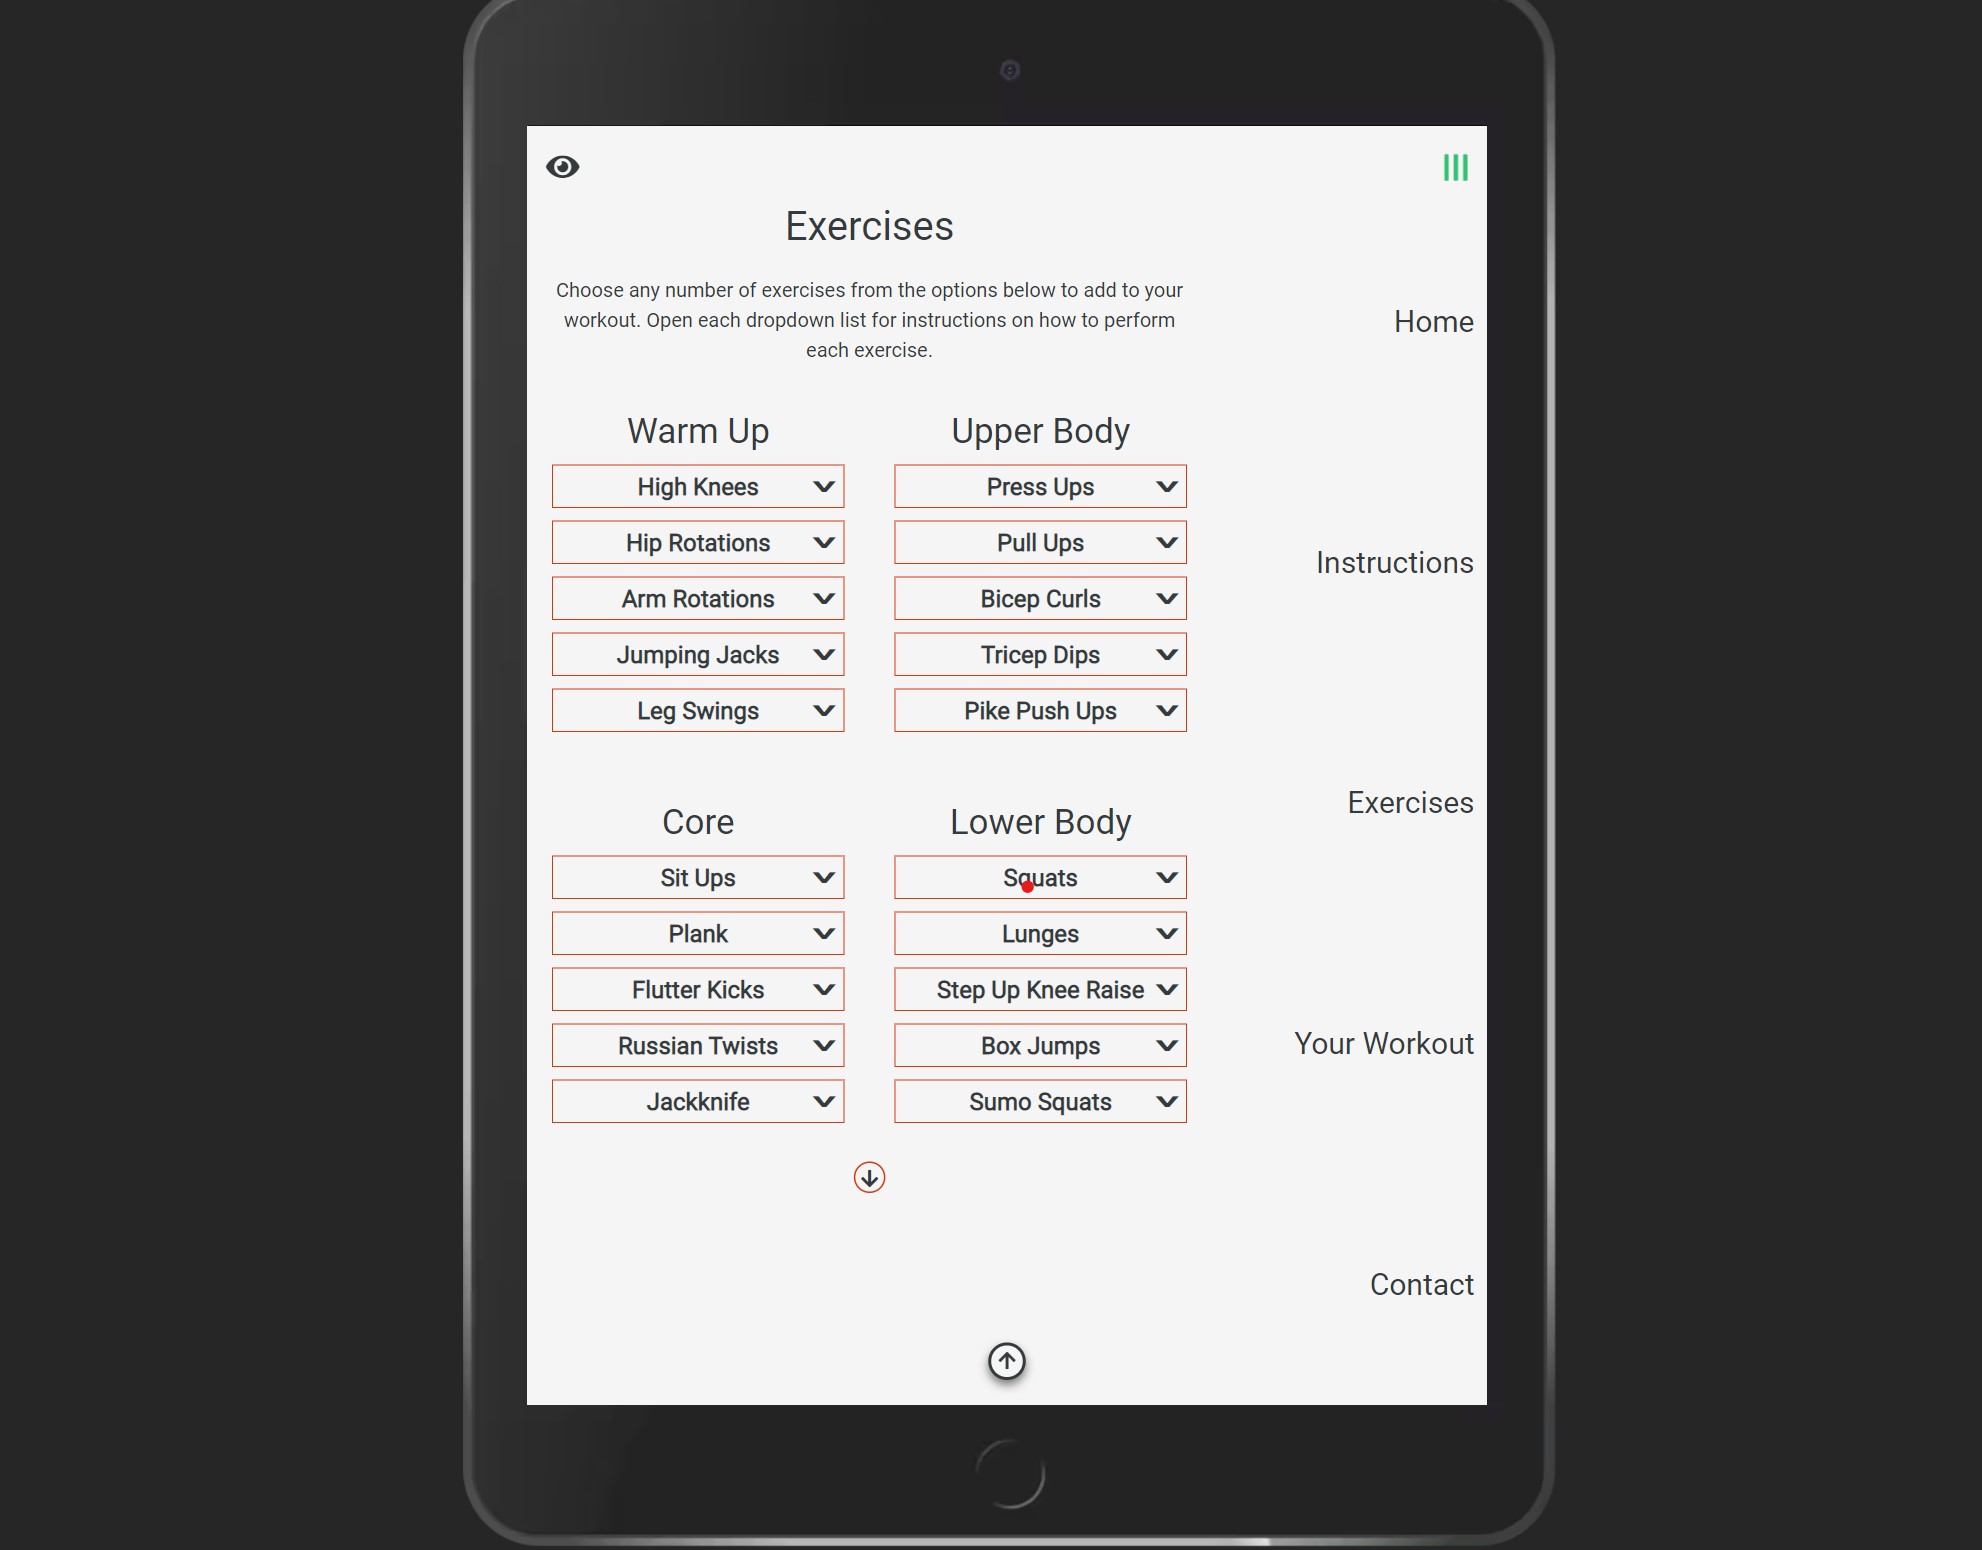 Exercises
Choose any number of exercises from the options below to add to your
workout. Open each dropdown list for instructions on how to perform
each exercise.
Warm Up
High Knees
Hip Rotations
Arm Rotations
Jumping Jacks
Leg Swings
Upper Body
Press Ups
Pull Ups
Bicep Curls
Tricep Dips
Pike Push Ups
Core
Sit Ups
Plank
Flutter Kicks
Russian Twists
Jackknife
Lower Body
Squats
Lunges
Step Up Knee Raise
Box Jumps
Sumo Squats
Home
Instructions
Exercises
Your Workout
Contact